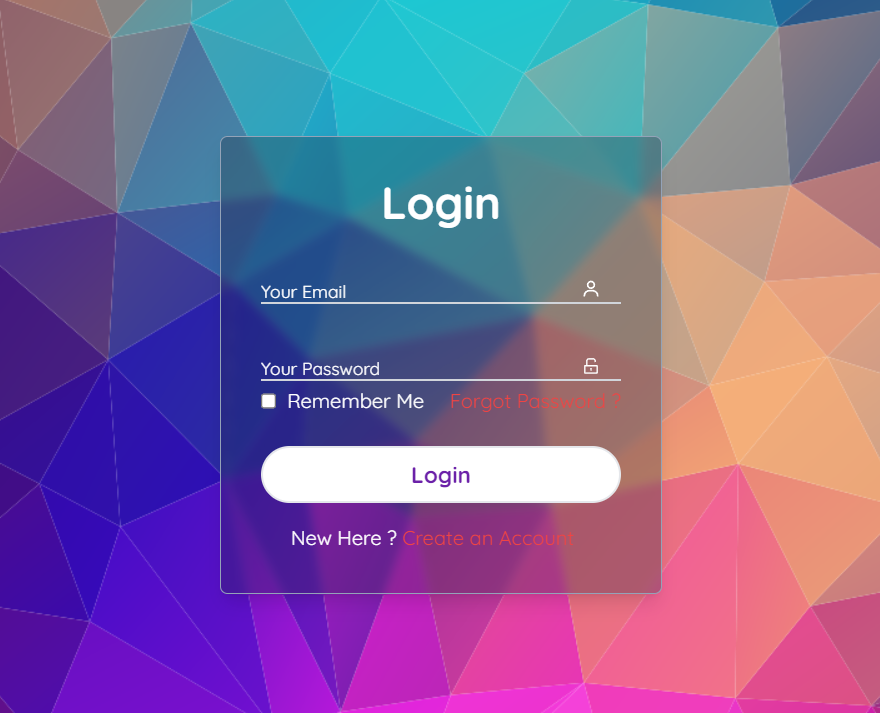 Login
Your Email
Your Password
Remember Me Forgot Password ?
Login
New Here ? Create an Account